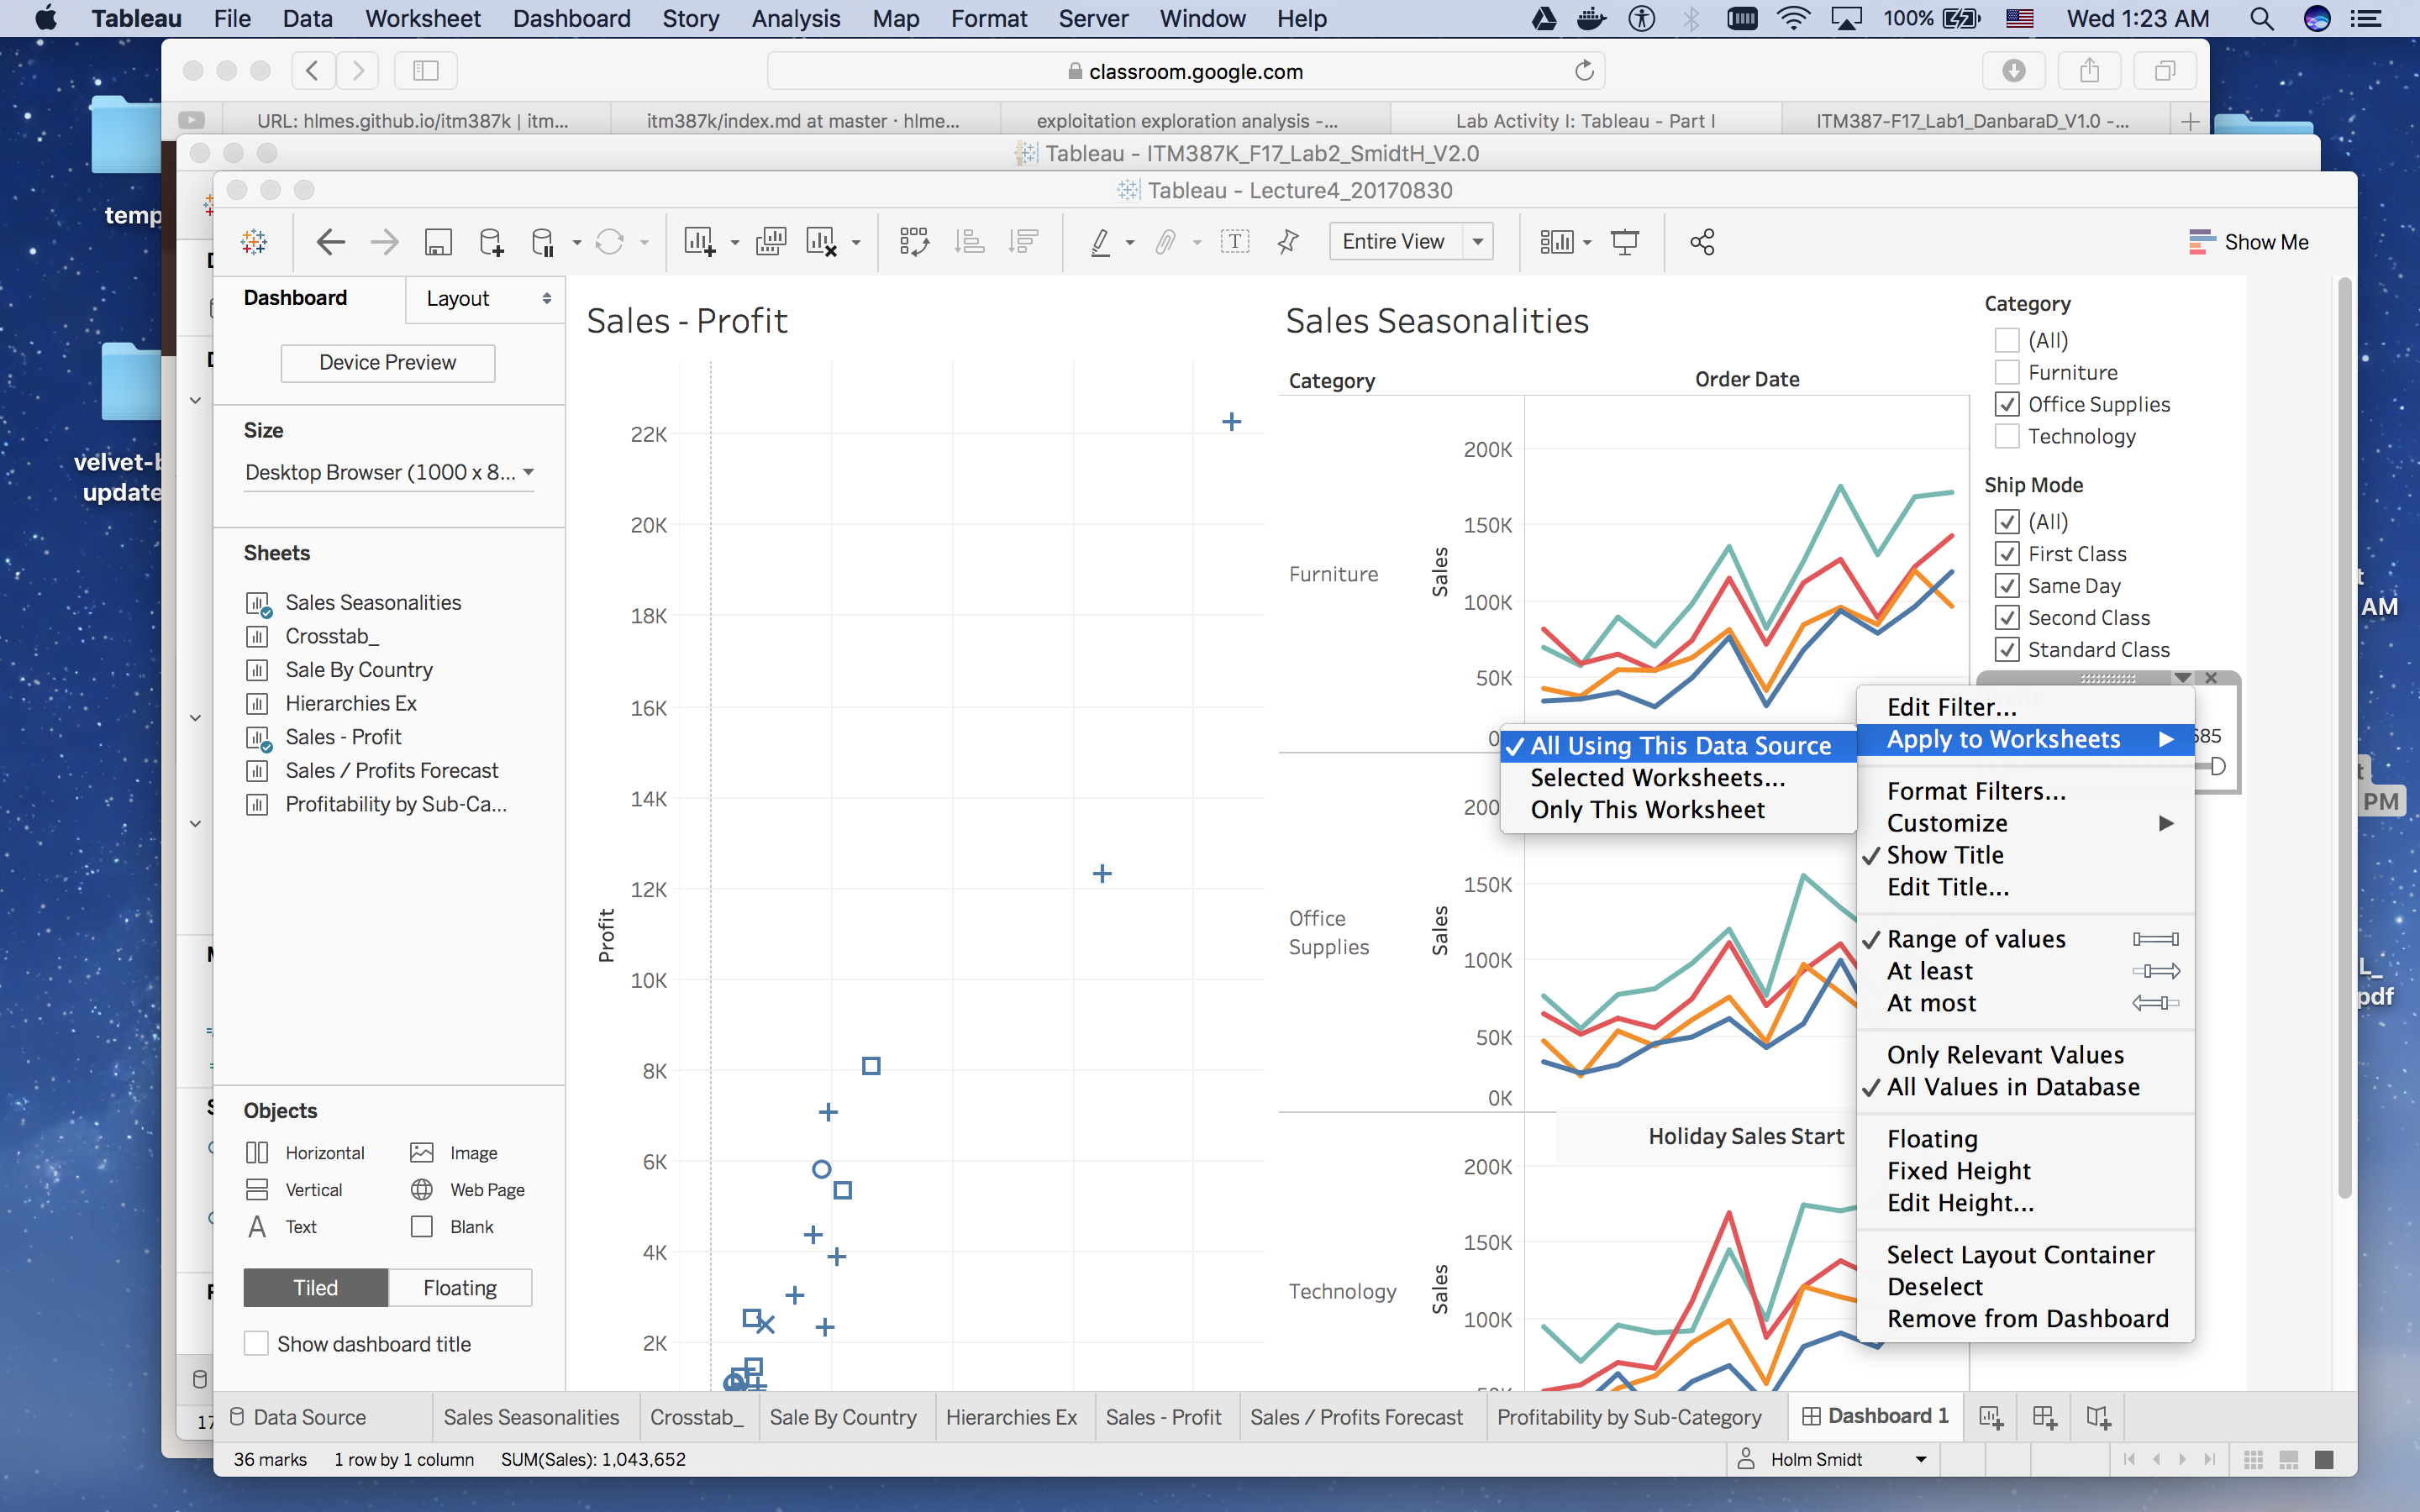 Tableau File Data Worksheet Dashboard Story Analysis Map Format Server Window Help 100% Wed 1:23 AM
classroom.google.com
URL: hlmes.github.io/itm387k | itm... itm387k/index.md at master · hlme... exploitation exploration analysis -... Lab Activity I: Tableau - Part I ITM387-F17_Lab1_DanbaraD_V1.0 -...
Tableau - ITM387K_F17_Lab2_SmidtH_V2.0
Tableau - Lecture4_20170830
temp
velvet-b
update
Entire View
Show Me
Dashboard
Layout
Device Preview
Size
Desktop Browser (1000 x 8...
Sheets
Sales Seasonalities
Crosstab_
Sale By Country
Hierarchies Ex
Sales - Profit
Sales / Profits Forecast
Profitability by Sub-Ca...
Objects
Horizontal Image
Vertical Web Page
Text Blank
Tiled Floating
Show dashboard title
Sales - Profit
22K
20K
18K
16K
14K
12K
10K
8K
6K
4K
2K
Profit
Sales Seasonalities
Category
Order Date
Furniture
Sales
200K
150K
100K
50K
0
Office
Supplies
Sales
200
150K
100K
50K
0K
Holiday Sales Start
Technology
Sales
200K
150K
100K
Category
(All)
Furniture
Office Supplies
Technology
Ship Mode
(All)
First Class
Same Day
Second Class
Standard Class
Edit Filter...
Apply to Worksheets
All Using This Data Source
Selected Worksheets...
Only This Worksheet
Format Filters...
Customize
Show Title
Edit Title...
Range of values
At least
At most
Only Relevant Values
All Values in Database
Floating
Fixed Height
Edit Height...
Select Layout Container
Deselect
Remove from Dashboard
AM
PM
L_
pdf
Data Source Sales Seasonalities Crosstab_ Sale By Country Hierarchies Ex Sales - Profit Sales / Profits Forecast Profitability by Sub-Category Dashboard 1
17
36 marks 1 row by 1 column SUM(Sales): 1,043,652 Holm Smidt